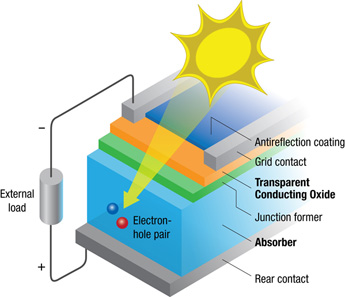 −
Antireflection coating
Grid contact
Transparent
Conducting Oxide
Junction former
External
load
Electron-
hole pair
Absorber
+
Rear contact